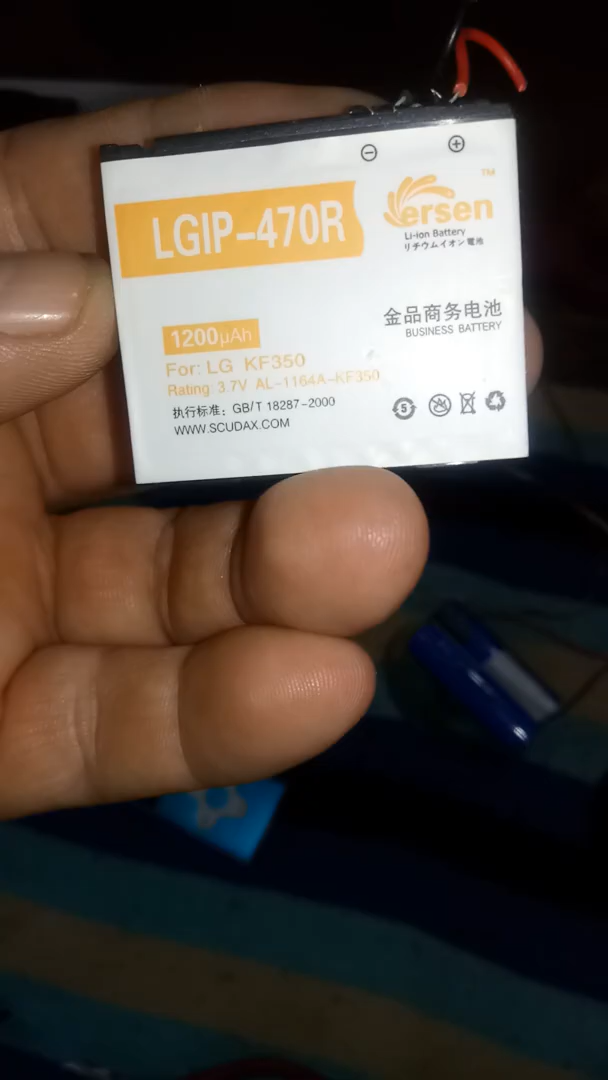 ⊖ ⊕
LGIP-470R
Versen TM
Li-ion Battery
リチウムイオン電池
金品商务电池
BUSINESS BATTERY
1200µAh
For: LG KF350
Rating: 3.7V AL-1164A-KF350
执行标准: GB/T 18287-2000
WWW.SCUDAX.COM
5